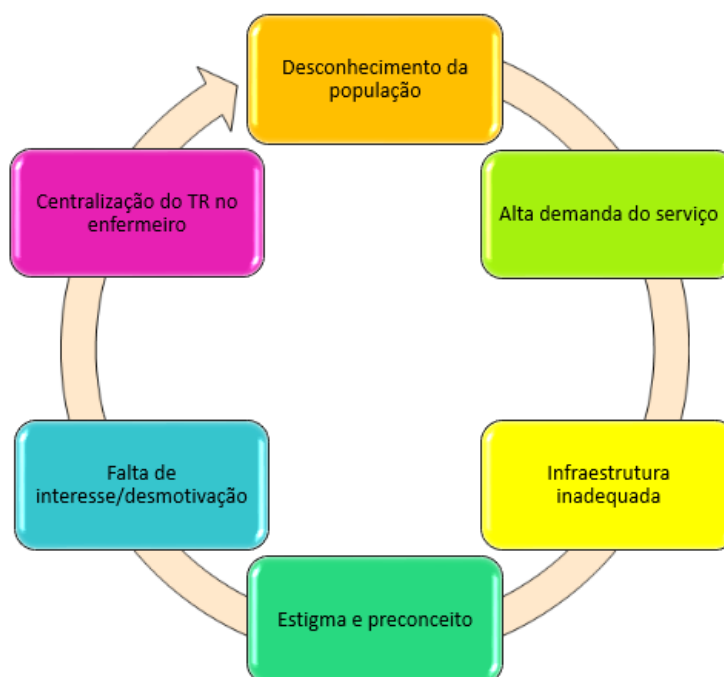 Desconhecimento da
população
Alta demanda do serviço
Infraestrutura
inadequada
Estigma e preconceito
Falta de
interesse/desmotivação
Centralização do TR no
enfermeiro